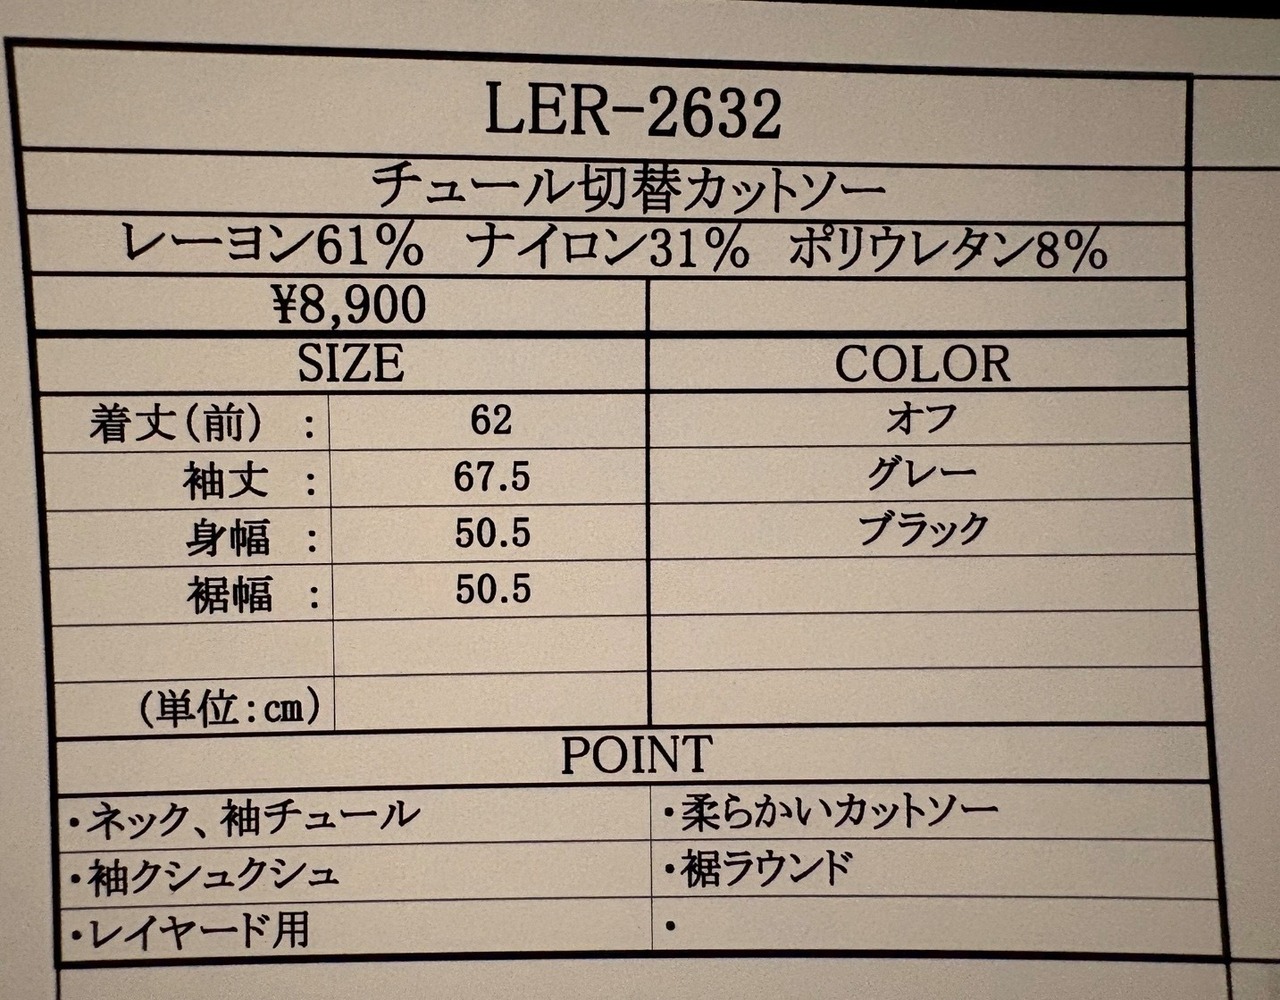 LER-2632
チュール切替カットソー
レーヨン61% ナイロン31% ポリウレタン8%
¥8,900
SIZE COLOR
着丈(前) : 62 オフ
袖丈 : 67.5 グレー
身幅 : 50.5 ブラック
裾幅 : 50.5
(単位:cm)
POINT
・ネック、袖チュール ・柔らかいカットソー
・袖クシュクシュ ・裾ラウンド
・レイヤード用 ・